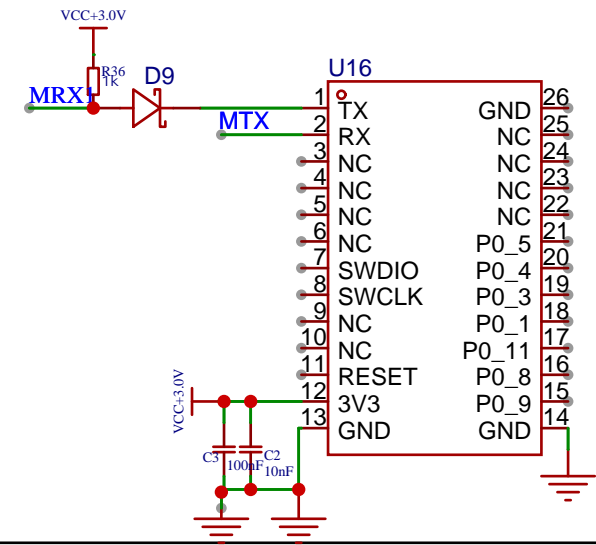 VCC+3.0V
R36
1k
D9
MRX1
MTX
U16
1 TX
2 RX
3 NC
4 NC
5 NC
6 NC
7 SWDIO
8 SWCLK
9 NC
10 NC
11 RESET
12 3V3
13 GND
GND 26
NC 25
NC 24
NC 23
NC 22
P0_5 21
P0_4 20
P0_3 19
P0_1 18
P0_11 17
P0_8 16
P0_9 15
GND 14
VCC+3.0V
C3
100nF
C2
10nF